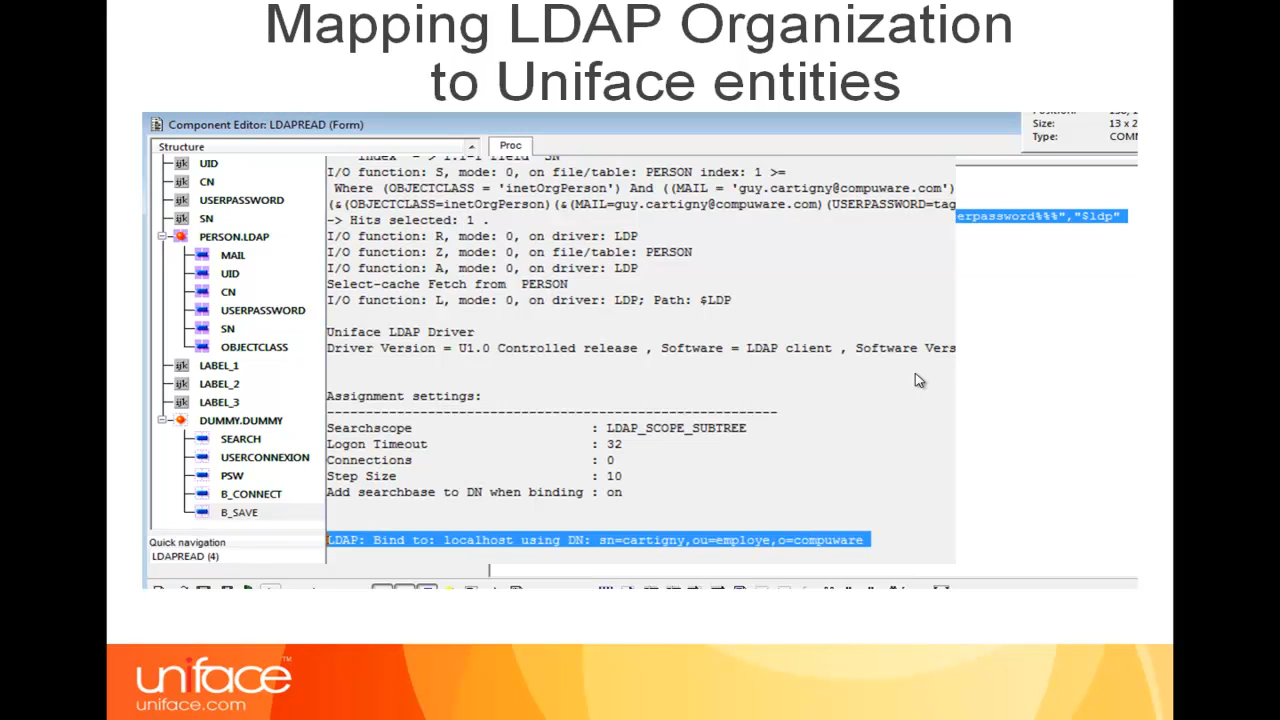 Mapping LDAP Organization
to Uniface entities
Component Editor: LDAPREAD (Form)
Size: 13 x 2
Type: COMM
Structure
Proc
UID
CN
USERPASSWORD
SN
PERSON.LDAP
MAIL
UID
CN
USERPASSWORD
SN
OBJECTCLASS
LABEL_1
LABEL_2
LABEL_3
DUMMY.DUMMY
SEARCH
USERCONNEXION
PSW
B_CONNECT
B_SAVE
Quick navigation
LDAPREAD (4)
I/O function: S, mode: 0, on file/table: PERSON index: 1 >=
Where (OBJECTCLASS = 'inetOrgPerson') And ((MAIL = 'guy.cartigny@compuware.com')
(&(OBJECTCLASS=inetOrgPerson)(&(MAIL=guy.cartigny@compuware.com)(USERPASSWORD=tag
-> Hits selected: 1 .
I/O function: R, mode: 0, on driver: LDP
I/O function: Z, mode: 0, on file/table: PERSON
I/O function: A, mode: 0, on driver: LDP
Select-cache Fetch from PERSON
I/O function: L, mode: 0, on driver: LDP; Path: $LDP
Uniface LDAP Driver
Driver Version = U1.0 Controlled release , Software = LDAP client , Software Vers
Assignment settings:
--------------------------------------------------------
Searchscope : LDAP_SCOPE_SUBTREE
Logon Timeout : 32
Connections : 0
Step Size : 10
Add searchbase to DN when binding : on
LDAP: Bind to: localhost using DN: sn=cartigny,ou=employe,o=compuware
erpassword%%%","$ldp"
uniface™
uniface.com